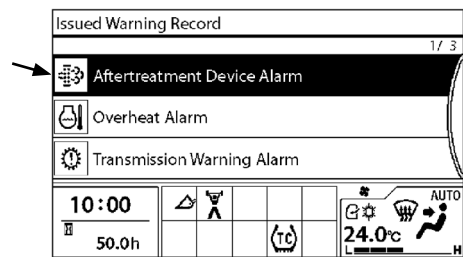 Issued Warning Record
1/ 3
Aftertreatment Device Alarm
Overheat Alarm
Transmission Warning Alarm
10:00
50.0h
TC
AUTO
24.0°C
L H